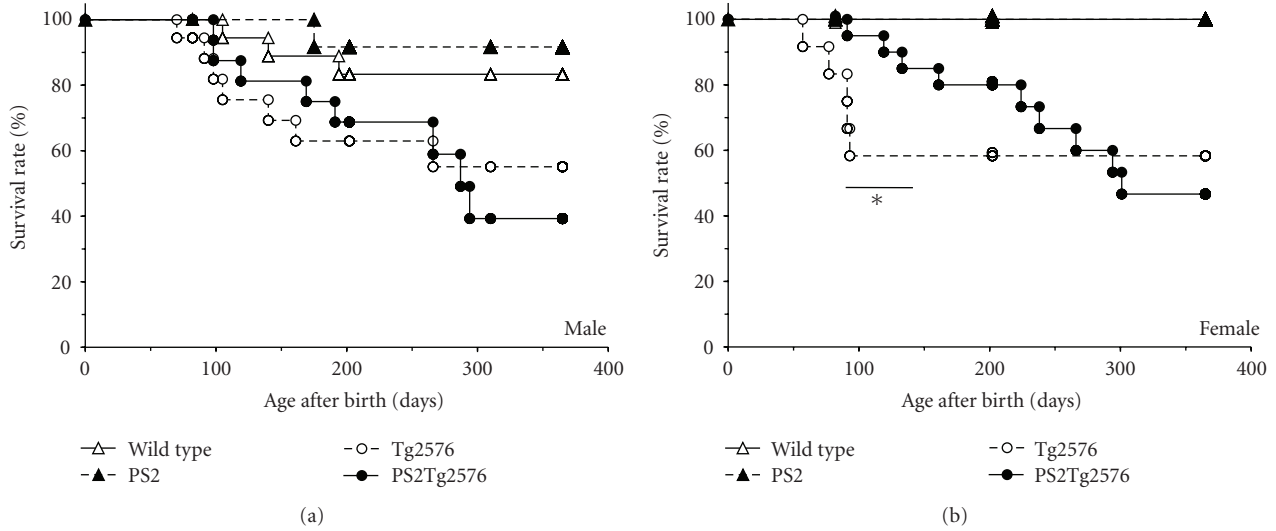 100
80
60
40
20
0
Survival rate (%)
0
100
200
300
400
Male
Age after birth (days)
Wild type
PS2
Tg2576
PS2Tg2576
(a)
100
80
60
40
20
0
Survival rate (%)
*
0
100
200
300
400
Female
Age after birth (days)
Wild type
PS2
Tg2576
PS2Tg2576
(b)